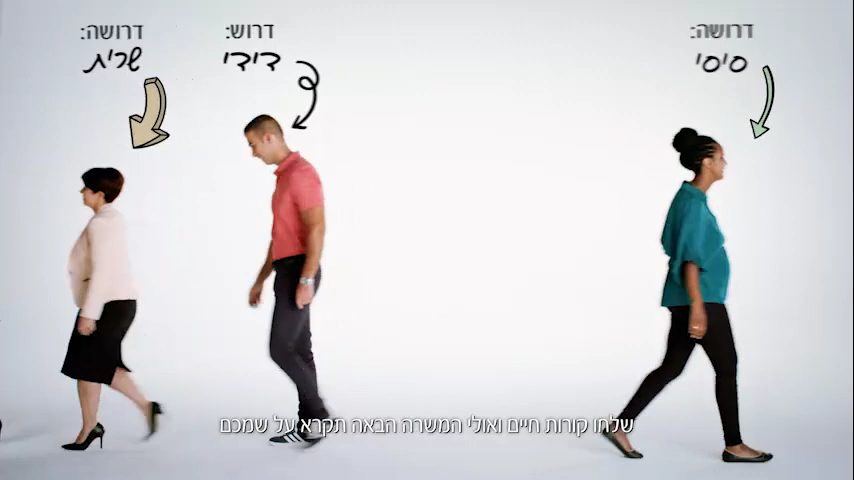 דרושה:
סיסי
דרוש:
דידי
דרושה:
שרית
שלחו קורות חיים ואולי המשרה הבאה תקרא על שמכם